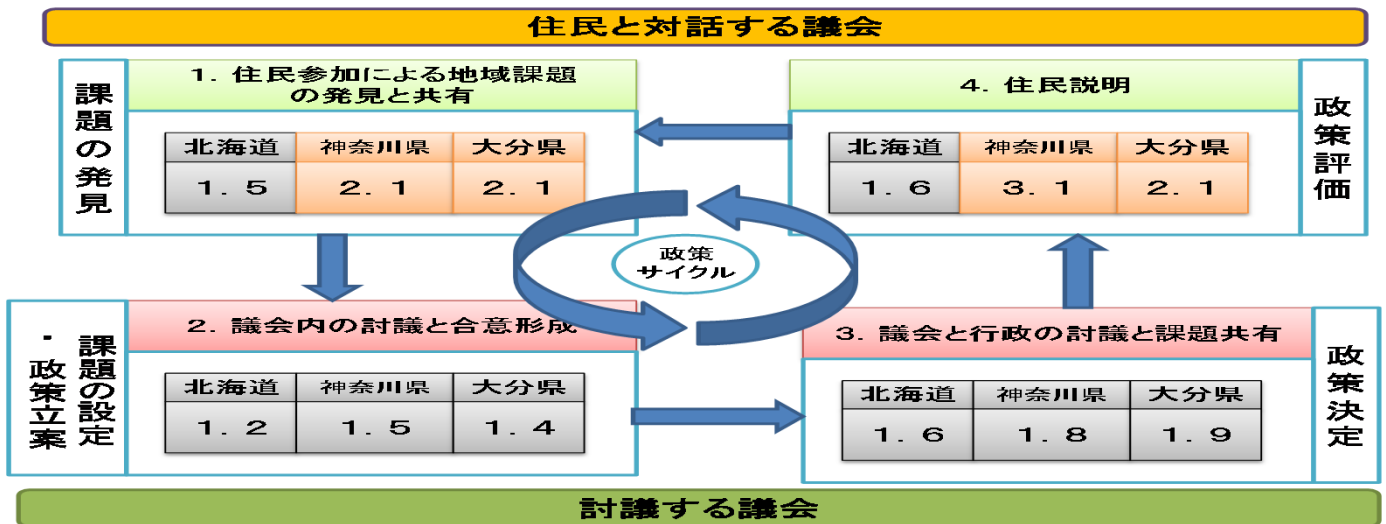 住民と対話する議会
課題の発見
1. 住民参加による地域課題
の発見と共有
北海道 神奈川県 大分県
1. 5 2. 1 2. 1
4. 住民説明
北海道 神奈川県 大分県
1. 6 3. 1 2. 1
政策評価
政策
サイクル
課題の設定
・政策立案
2. 議会内の討議と合意形成
北海道 神奈川県 大分県
1. 2 1. 5 1. 4
3. 議会と行政の討議と課題共有
北海道 神奈川県 大分県
1. 6 1. 8 1. 9
政策決定
討議する議会